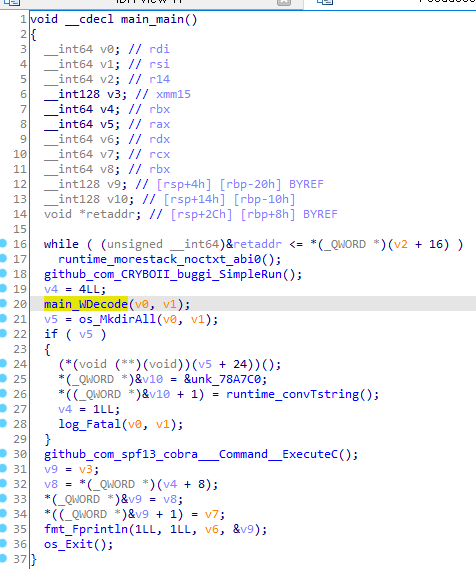 1 void __cdecl main_main()
2 {
3 __int64 v0; // rdi
4 __int64 v1; // rsi
5 __int64 v2; // r14
6 __int128 v3; // xmm15
7 __int64 v4; // rbx
8 __int64 v5; // rax
9 __int64 v6; // rdx
10 __int64 v7; // rcx
11 __int64 v8; // rbx
12 __int128 v9; // [rsp+4h] [rbp-20h] BYREF
13 __int128 v10; // [rsp+14h] [rbp-10h]
14 void *retaddr; // [rsp+2Ch] [rbp+8h] BYREF
15
16 while ( (unsigned __int64)&retaddr <= *(_QWORD *)(v2 + 16) )
17 runtime_morestack_noctxt_abi0();
18 github_com_CRYBOII_buggi_SimpleRun();
19 v4 = 4LL;
20 main_WDecode(v0, v1);
21 v5 = os_MkdirAll(v0, v1);
22 if ( v5 )
23 {
24 (*(void (**)(void))(v5 + 24))();
25 *(_QWORD *)&v10 = &unk_78A7C0;
26 *((_QWORD *)&v10 + 1) = runtime_convTstring();
27 v4 = 1LL;
28 log_Fatal(v0, v1);
29 }
30 github_com_spf13_cobra___Command__ExecuteC();
31 v9 = v3;
32 v8 = *(_QWORD *)(v4 + 8);
33 *(_QWORD *)&v9 = v8;
34 *((_QWORD *)&v9 + 1) = v7;
35 fmt_Fprintln(1LL, 1LL, v6, &v9);
36 os_Exit();
37 }